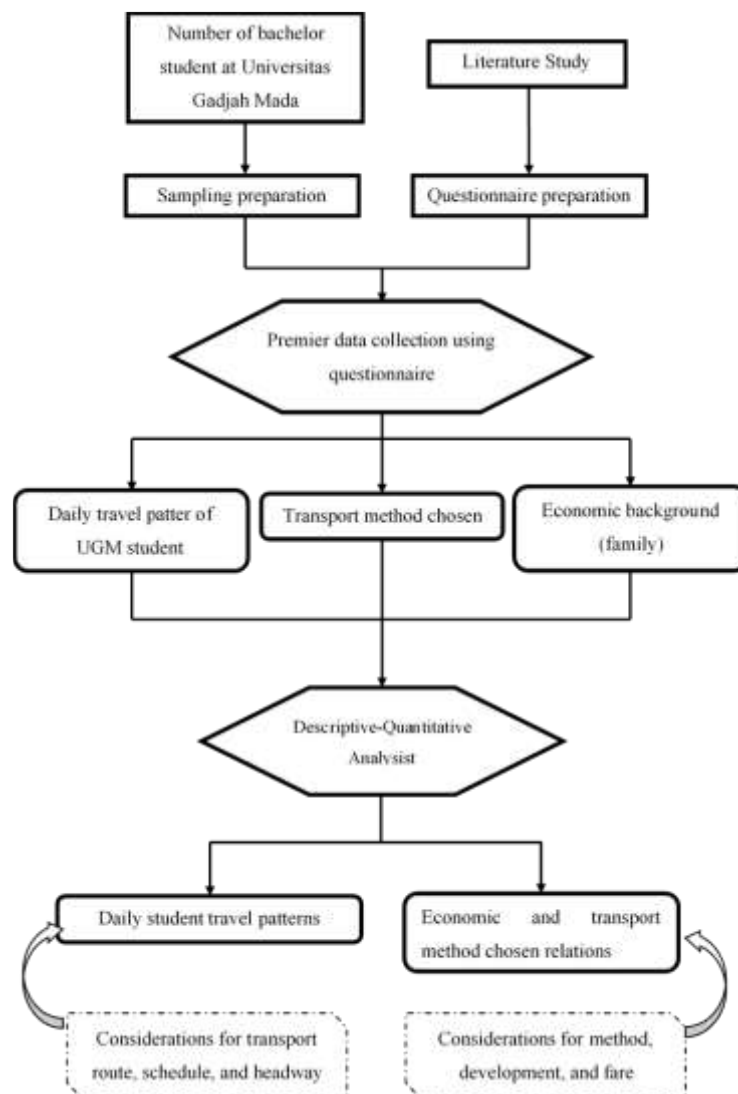 Number of bachelor
student at Universitas
Gadjah Mada
Literature Study
Sampling preparation
Questionnaire preparation
Premier data collection using
questionnaire
Daily travel patter of
UGM student
Transport method chosen
Economic background
(family)
Descriptive-Quantitative
Analysist
Daily student travel patterns
Economic and transport
method chosen relations
Considerations for transport
route, schedule, and headway
Considerations for method,
development, and fare